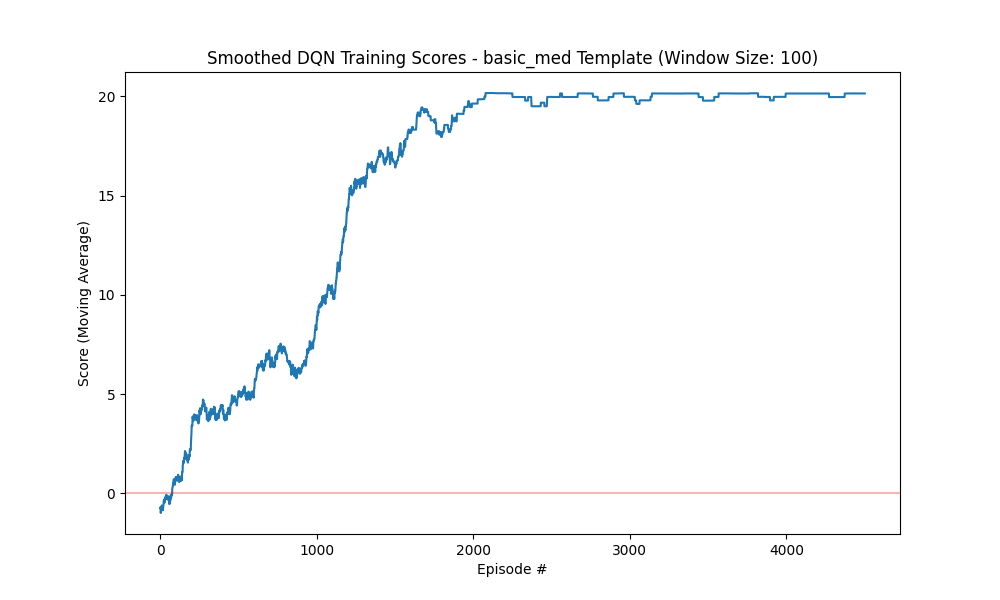 Smoothed DQN Training Scores - basic_med Template (Window Size: 100)
Score (Moving Average)
20
15
10
5
0
0 1000 2000 3000 4000
Episode #